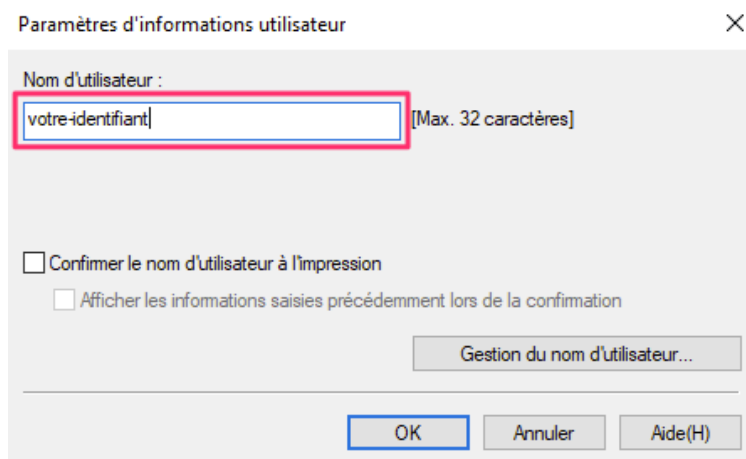 Paramètres d'informations utilisateur
Nom d'utilisateur :
votre-identifiant [Max. 32 caractères]
Confirmer le nom d'utilisateur à l'impression
Afficher les informations saisies précédemment lors de la confirmation
Gestion du nom d'utilisateur...
OK Annuler Aide(H)